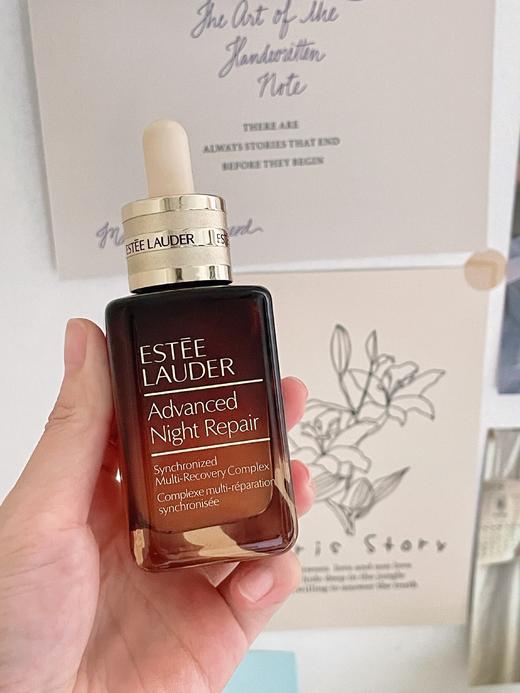 The Art of the
Handwritten
Note
THERE ARE
ALWAYS STORIES THAT END
BEFORE THEY BEGIN
ESTĒE LAUDER
ESTĒE
LAUDER
Advanced
Night Repair
Synchronized
Multi-Recovery Complex
Complexe multi-réparation
synchronisée
Story